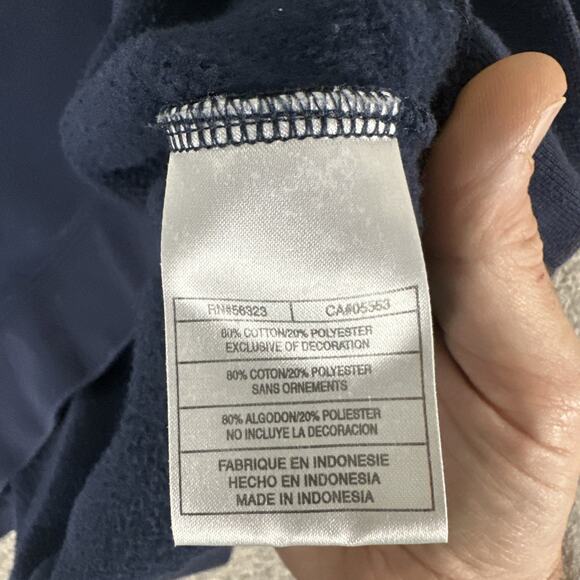 RN#56323 CA#05553
80% COTTON/20% POLYESTER
EXCLUSIVE OF DECORATION
80% COTON/20% POLYESTER
SANS ORNEMENTS
80% ALGODON/20% POLIESTER
NO INCLUYE LA DECORACION
FABRIQUE EN INDONESIE
HECHO EN INDONESIA
MADE IN INDONESIA